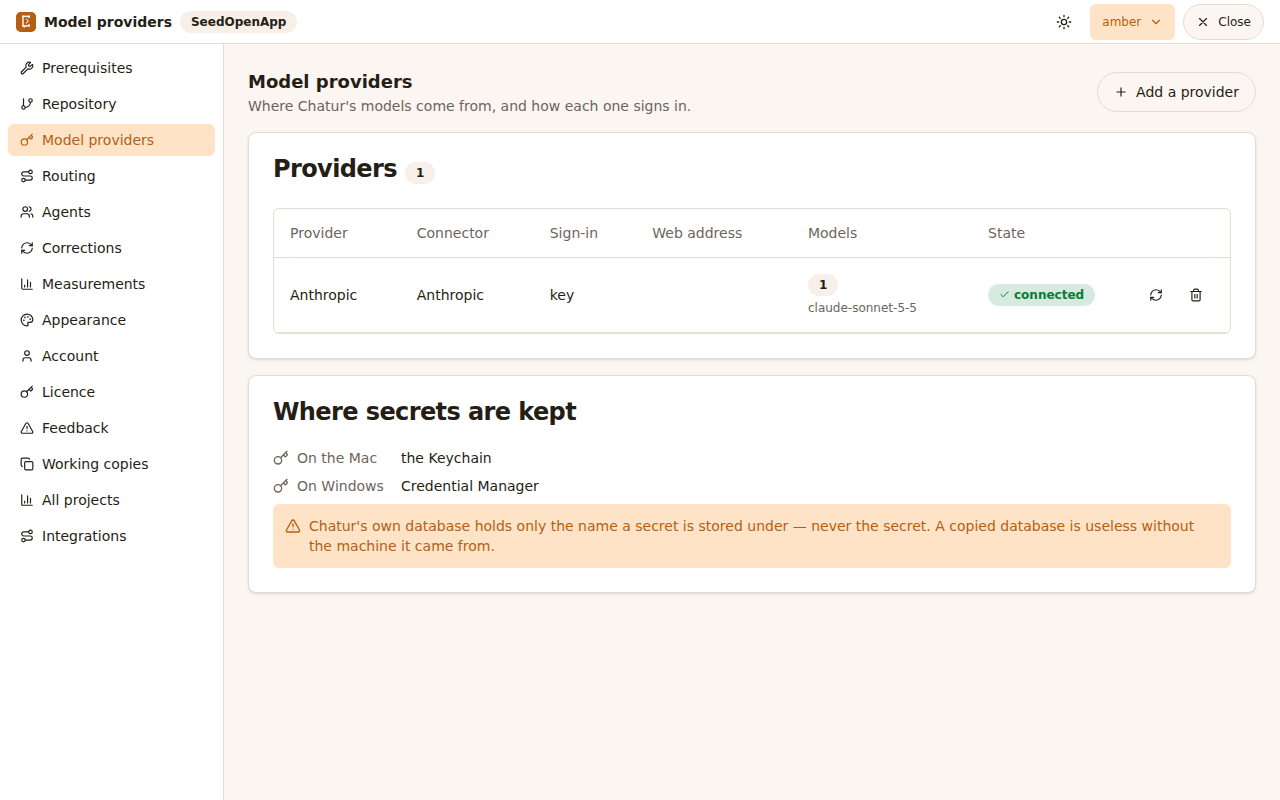 Model providers SeedOpenApp amber Close
Prerequisites
Repository
Model providers
Routing
Agents
Corrections
Measurements
Appearance
Account
Licence
Feedback
Working copies
All projects
Integrations
Model providers
Where Chatur's models come from, and how each one signs in.
Add a provider
Providers 1
Provider Connector Sign-in Web address Models State
Anthropic Anthropic key 1 connected
claude-sonnet-5-5
Where secrets are kept
On the Mac the Keychain
On Windows Credential Manager
Chatur's own database holds only the name a secret is stored under — never the secret. A copied database is useless without
the machine it came from.